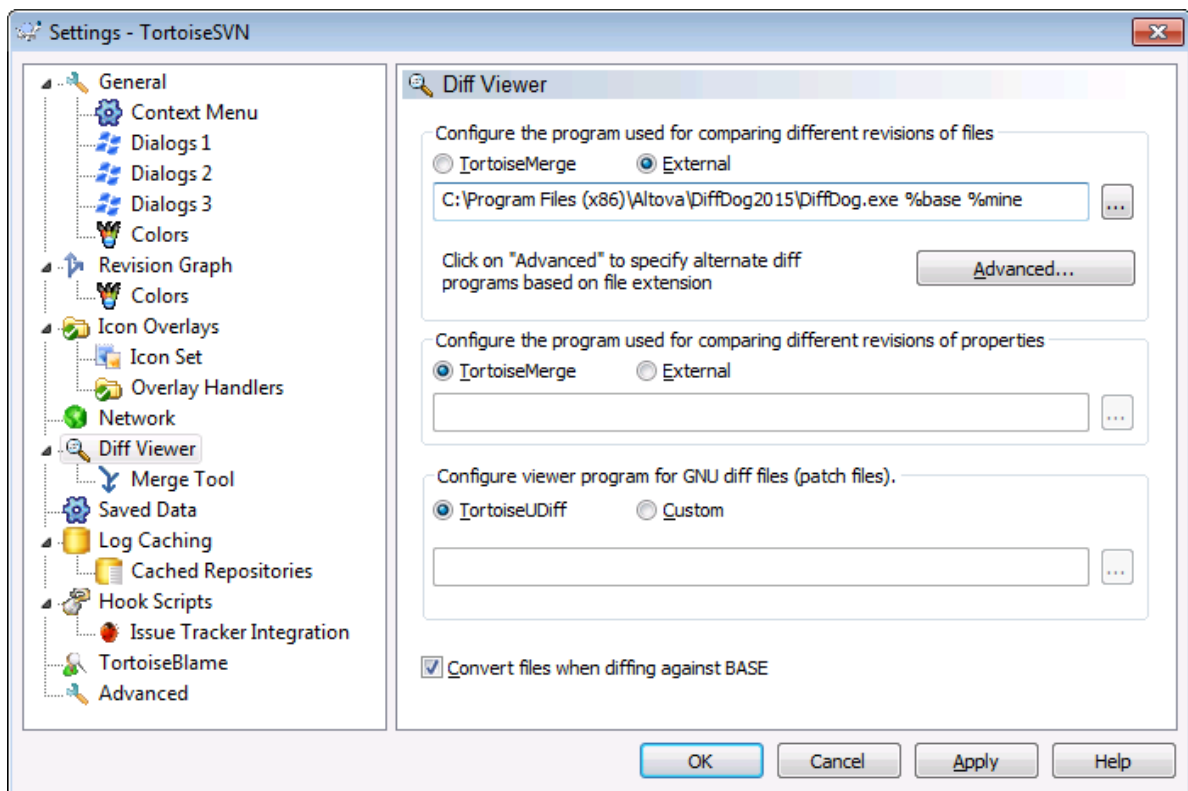 Settings - TortoiseSVN
General
Context Menu
Dialogs 1
Dialogs 2
Dialogs 3
Colors
Revision Graph
Colors
Icon Overlays
Icon Set
Overlay Handlers
Network
Diff Viewer
Merge Tool
Saved Data
Log Caching
Cached Repositories
Hook Scripts
Issue Tracker Integration
TortoiseBlame
Advanced
Diff Viewer
Configure the program used for comparing different revisions of files
TortoiseMerge External
C:\Program Files (x86)\Altova\DiffDog2015\DiffDog.exe %base %mine ...
Click on "Advanced" to specify alternate diff
programs based on file extension
Advanced...
Configure the program used for comparing different revisions of properties
TortoiseMerge External
...
Configure viewer program for GNU diff files (patch files).
TortoiseUDiff Custom
...
Convert files when diffing against BASE
OK Cancel Apply Help